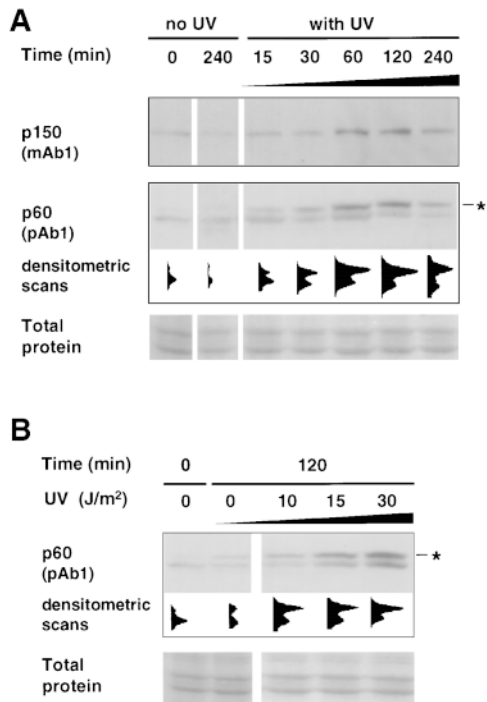 A
no UV with UV
Time (min) 0 240 15 30 60 120 240
p150
(mAb1)
p60
(pAb1)
*
densitometric
scans
Total
protein
B
Time (min) 0 120
UV (J/m²) 0 0 10 15 30
p60
(pAb1)
*
densitometric
scans
Total
protein